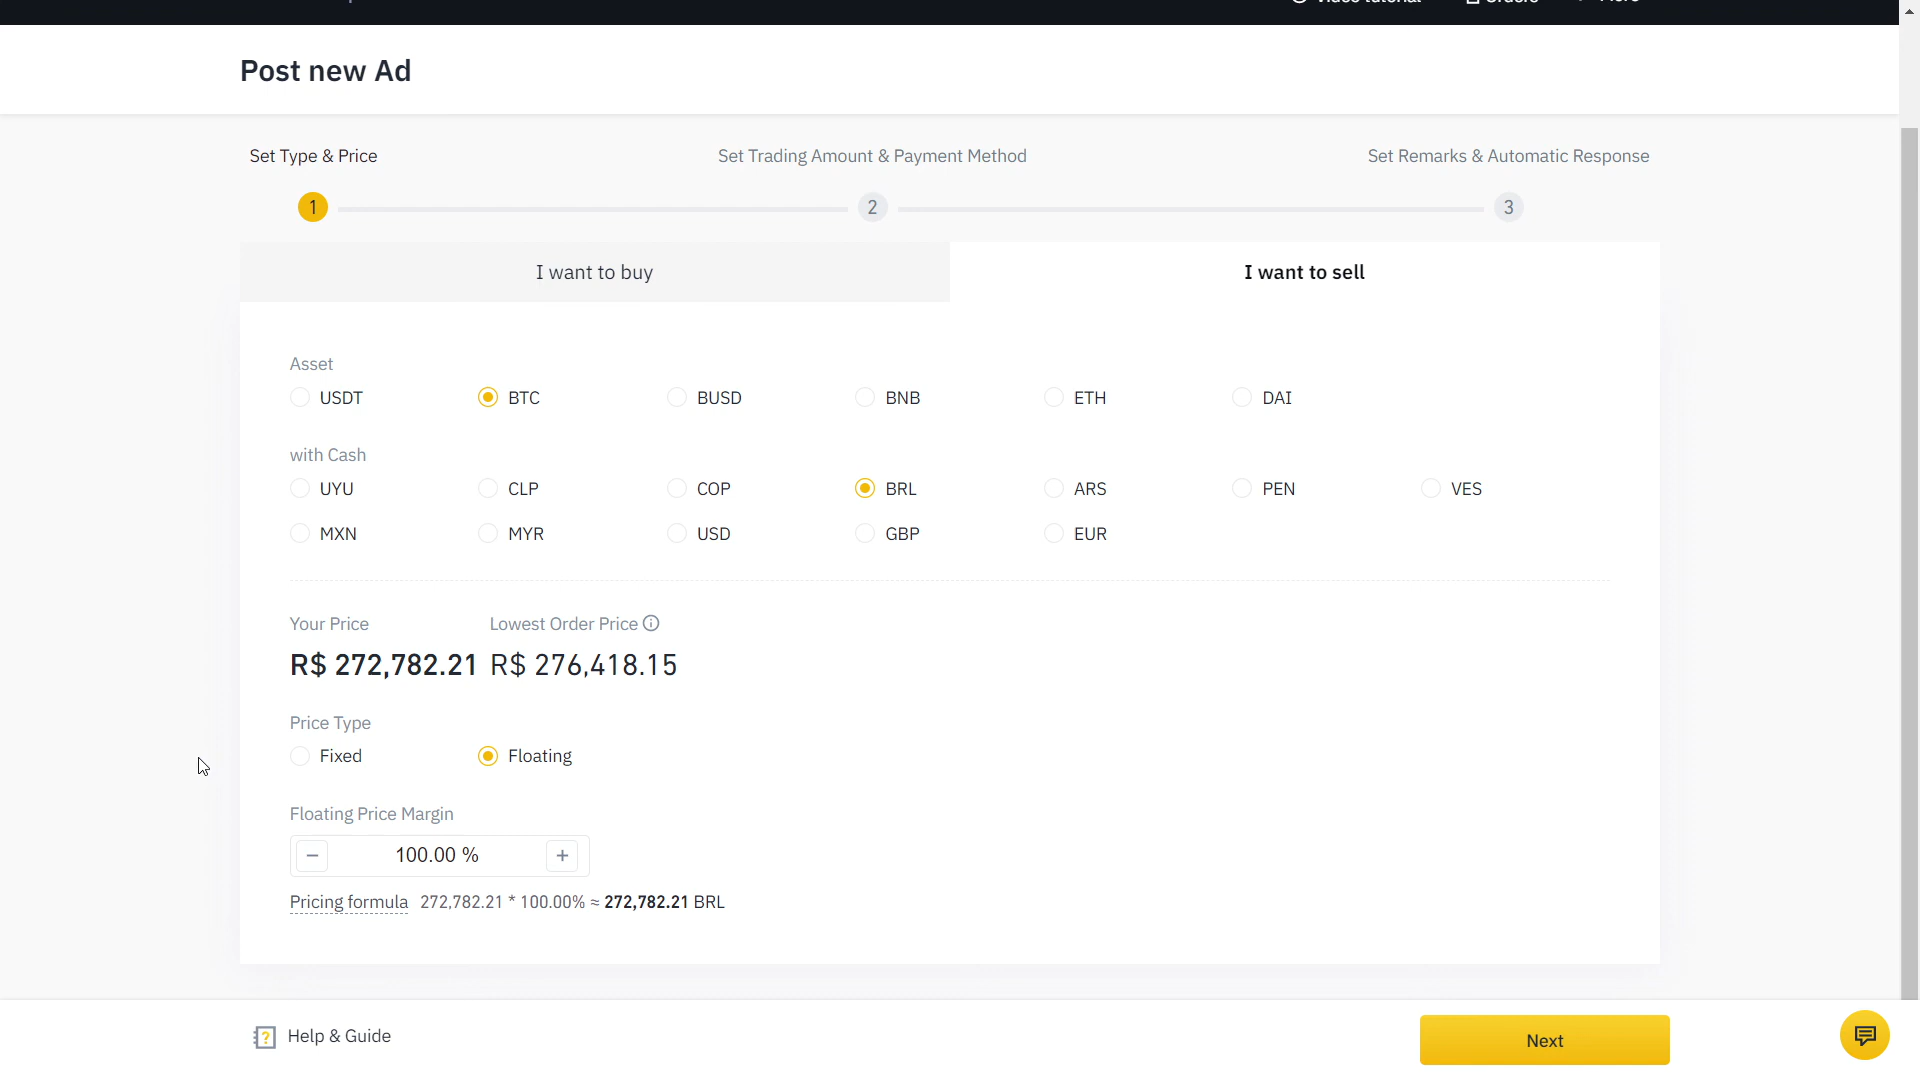 Post new Ad
Set Type & Price
Set Trading Amount & Payment Method
Set Remarks & Automatic Response
1
2
3
I want to buy
I want to sell
Asset
USDT
BTC
BUSD
BNB
ETH
DAI
with Cash
UYU
CLP
COP
BRL
ARS
PEN
VES
MXN
MYR
USD
GBP
EUR
Your Price
Lowest Order Price
R$ 272,782.21
R$ 276,418.15
Price Type
Fixed
Floating
Floating Price Margin
− 100.00 % +
Pricing formula 272,782.21 * 100.00% ≈ 272,782.21 BRL
Help & Guide
Next